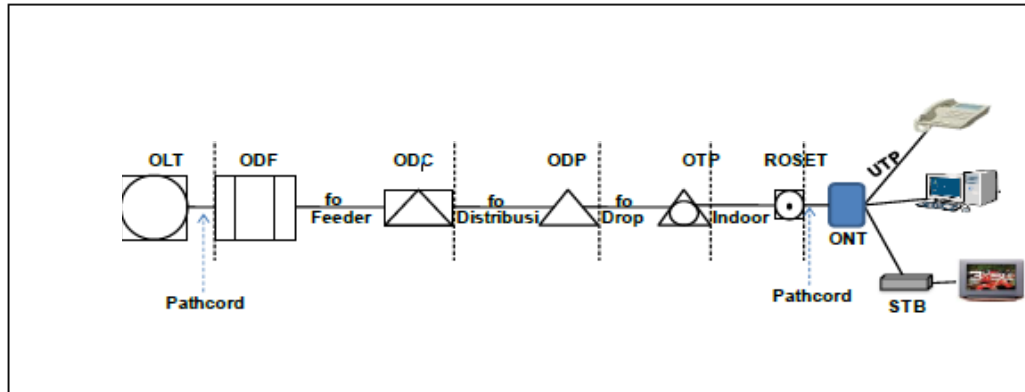 OLT ODF ODC ODP OTP ROSET
UTP
fo
Feeder
fo
Distribusi
fo
Drop
Indoor
ONT
Pathcord
Pathcord
STB